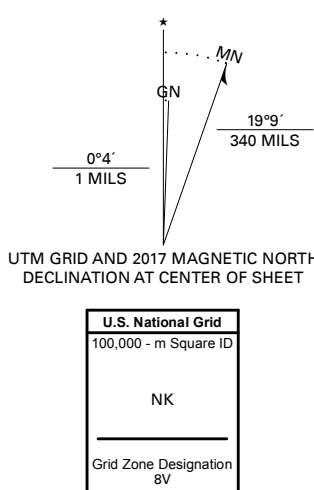 ★
MN
GN
19°9´
340 MILS
0°4´
1 MILS
UTM GRID AND 2017 MAGNETIC NORTH
DECLINATION AT CENTER OF SHEET
U.S. National Grid
100,000 - m Square ID
NK
Grid Zone Designation
8V